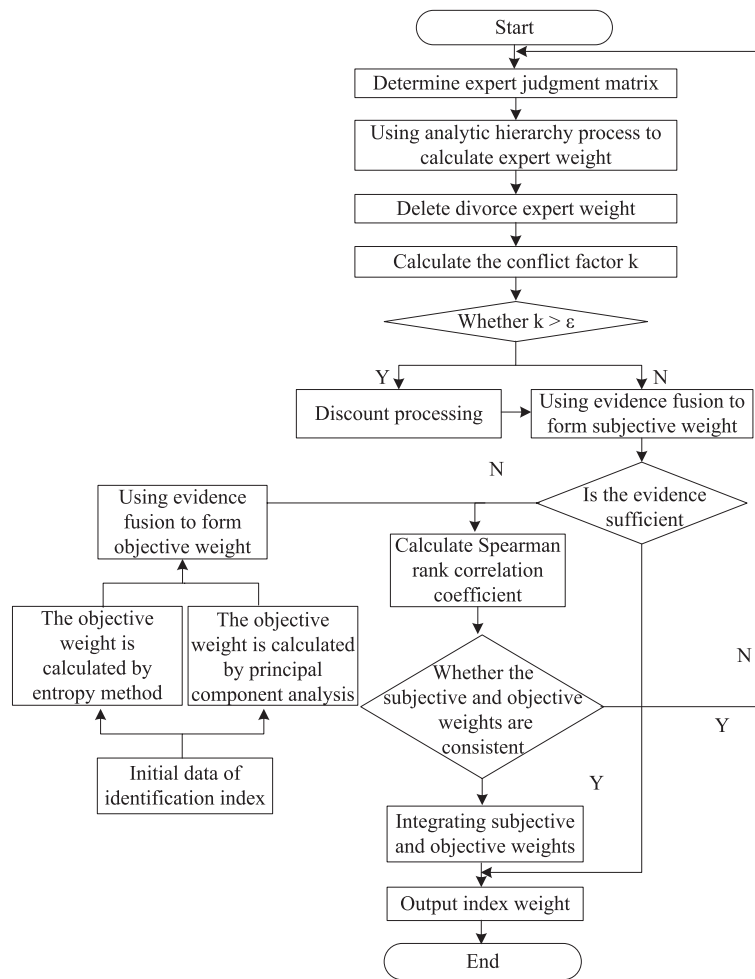 Start
Determine expert judgment matrix
Using analytic hierarchy process to
calculate expert weight
Delete divorce expert weight
Calculate the conflict factor k
Whether k > ε
Y
N
Discount processing
Using evidence fusion to
form subjective weight
N
Is the evidence
sufficient
Using evidence
fusion to form
objective weight
Calculate Spearman
rank correlation
coefficient
The objective
weight is
calculated by
entropy method
The objective
weight is calculated
by principal
component analysis
Whether the
subjective and objective
weights are
consistent
N
Y
Initial data of
identification index
Y
Integrating subjective
and objective weights
Output index weight
End